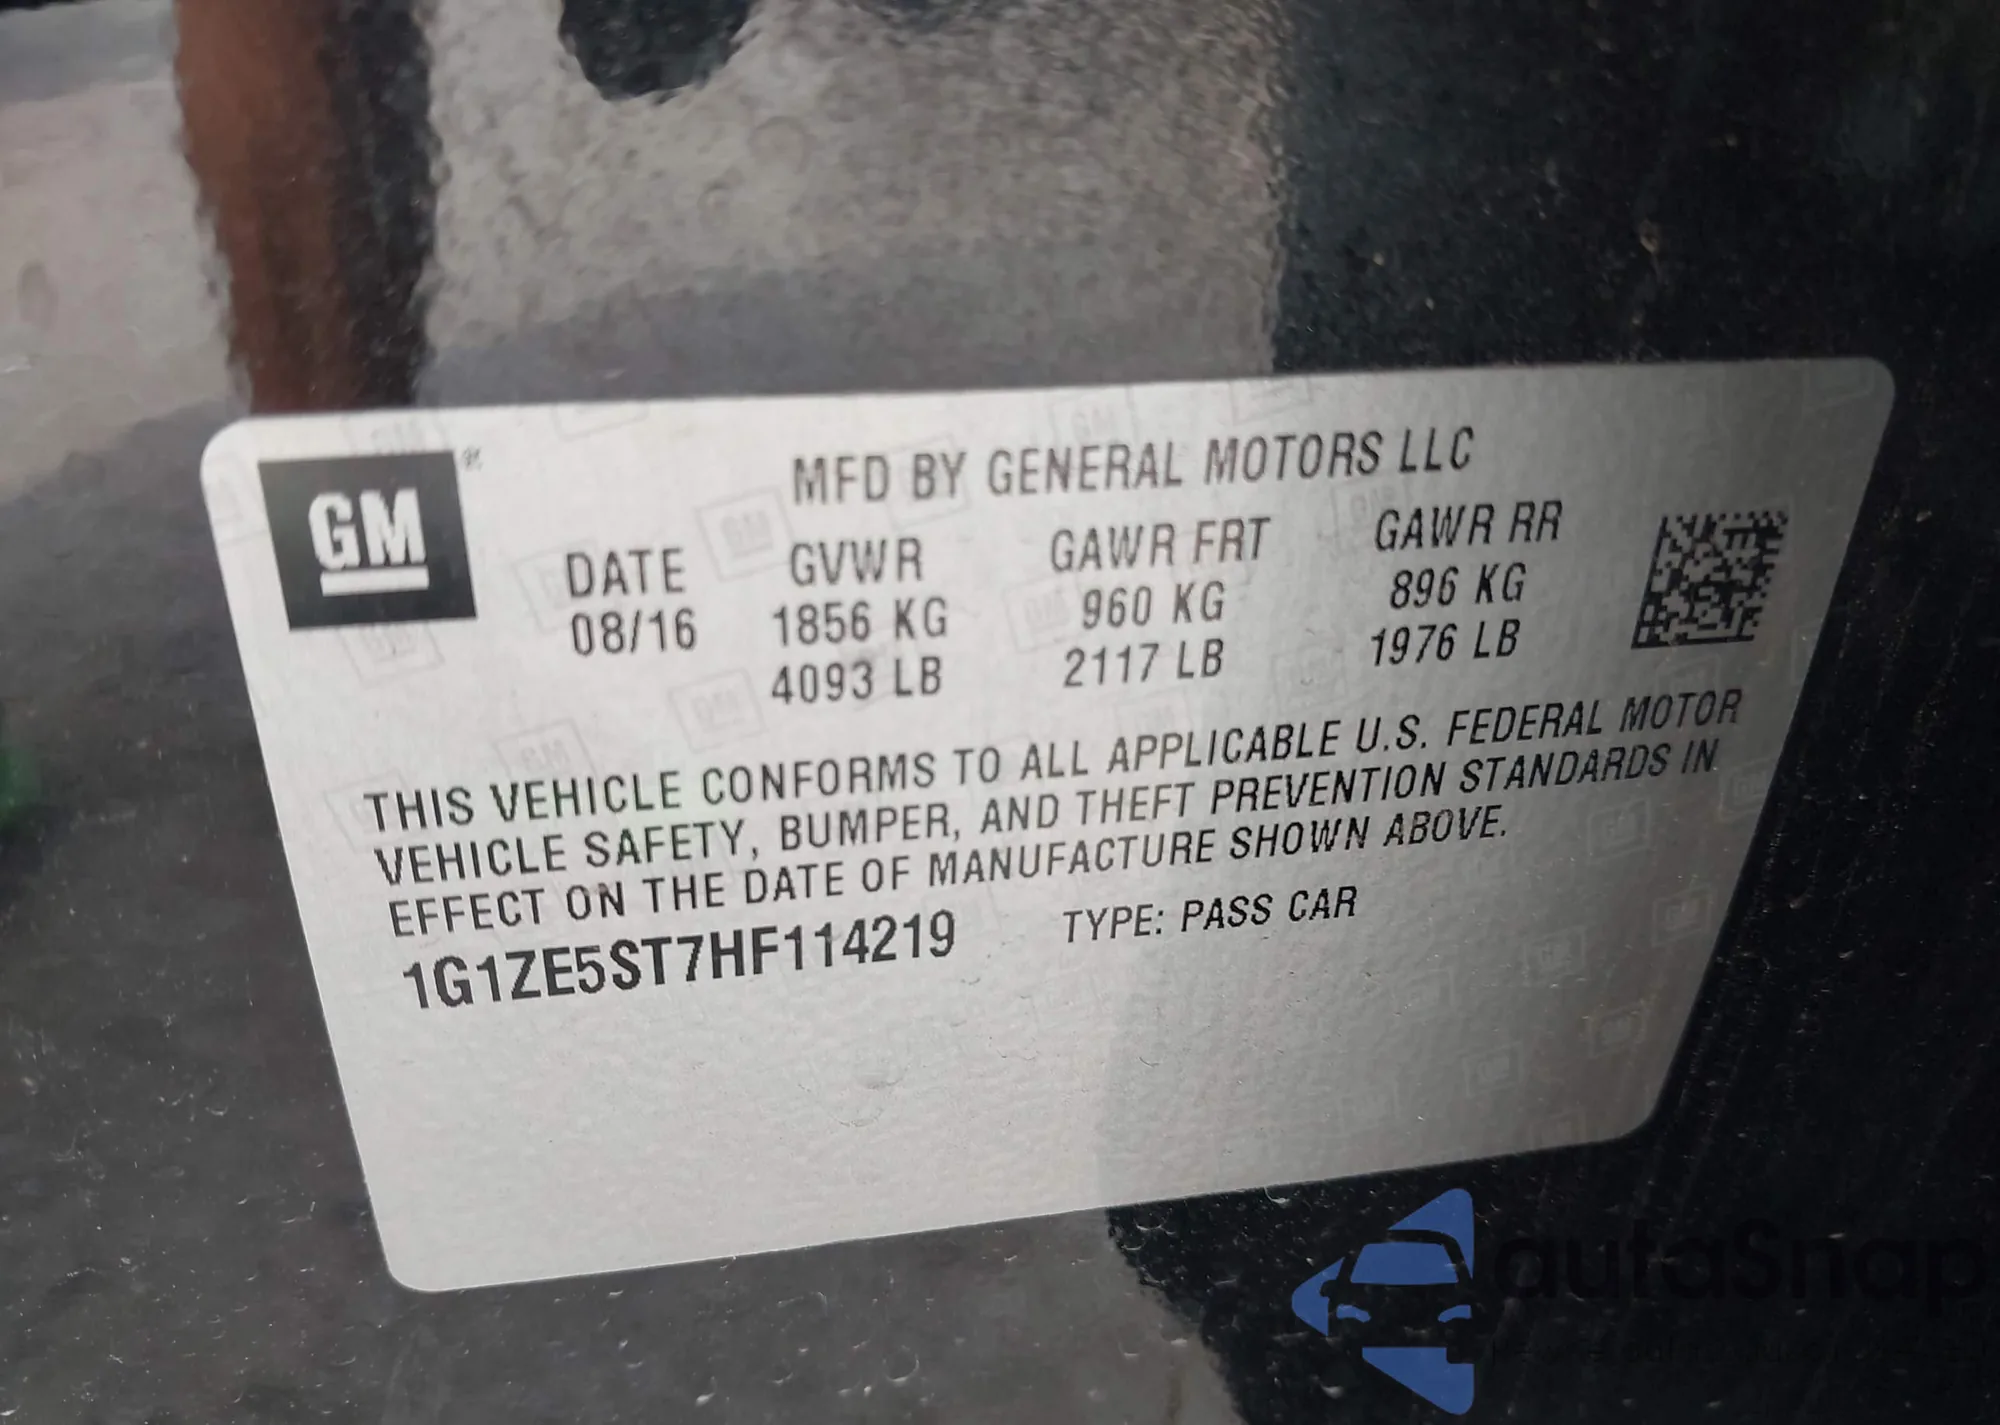 GM
MFD BY GENERAL MOTORS LLC
DATE GVWR GAWR FRT GAWR RR
08/16 1856 KG 960 KG 896 KG
4093 LB 2117 LB 1976 LB
THIS VEHICLE CONFORMS TO ALL APPLICABLE U.S. FEDERAL MOTOR
VEHICLE SAFETY, BUMPER, AND THEFT PREVENTION STANDARDS IN
EFFECT ON THE DATE OF MANUFACTURE SHOWN ABOVE.
1G1ZE5ST7HF114219 TYPE: PASS CAR
autaSnap